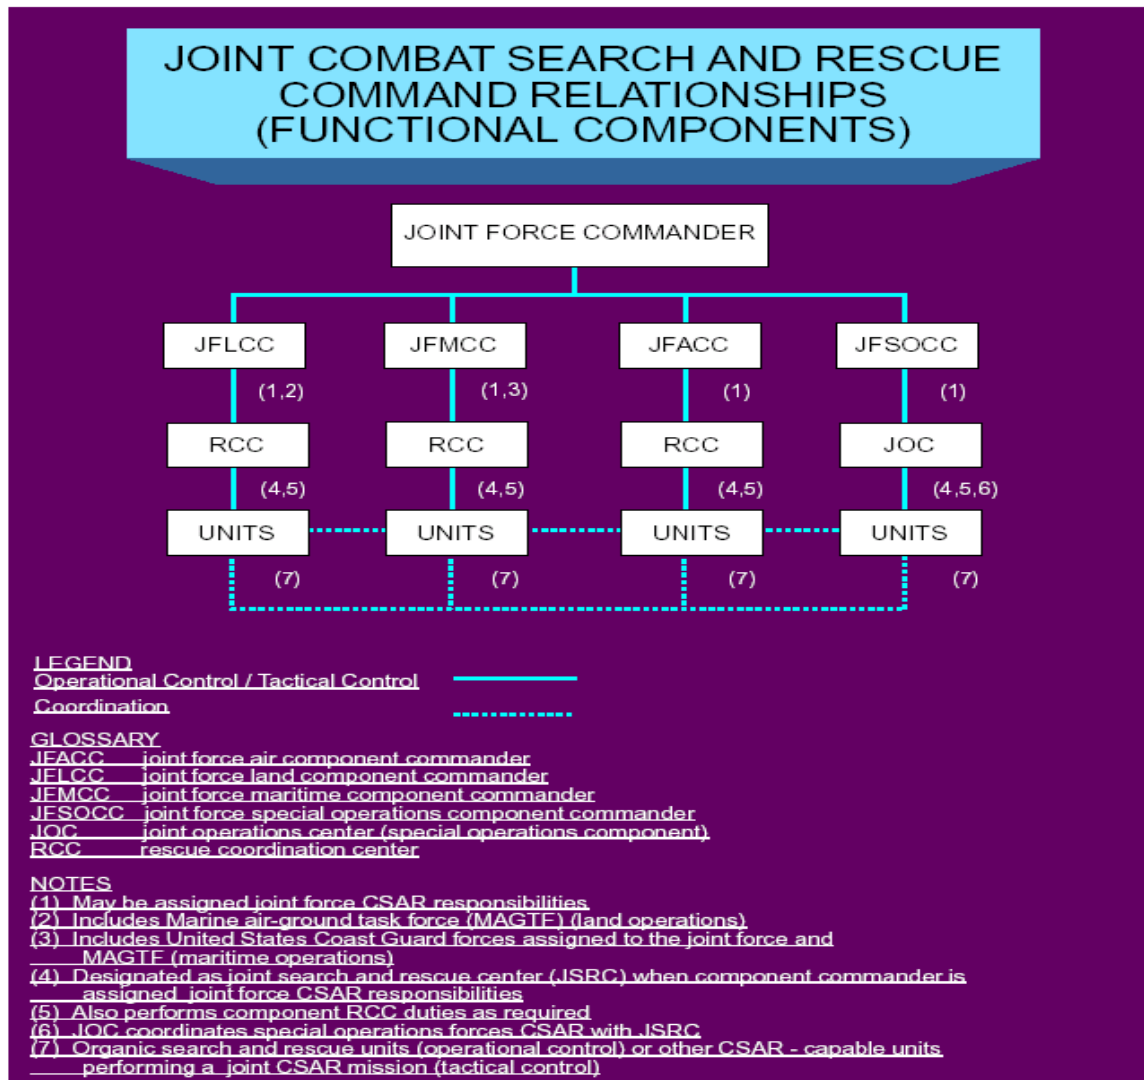 JOINT COMBAT SEARCH AND RESCUE
COMMAND RELATIONSHIPS
(FUNCTIONAL COMPONENTS)
JOINT FORCE COMMANDER
JFLCC JFMCC JFACC JFSOCC
(1,2) (1,3) (1) (1)
RCC RCC RCC JOC
(4,5) (4,5) (4,5) (4,5,6)
UNITS UNITS UNITS UNITS
(7) (7) (7) (7)
LEGEND
Operational Control / Tactical Control
Coordination
GLOSSARY
JFACC joint force air component commander
JFLCC joint force land component commander
JFMCC joint force maritime component commander
JFSOCC joint force special operations component commander
JOC joint operations center (special operations component)
RCC rescue coordination center
NOTES
(1) May be assigned joint force CSAR responsibilities
(2) Includes Marine air-ground task force (MAGTF) (land operations)
(3) Includes United States Coast Guard forces assigned to the joint force and
MAGTF (maritime operations)
(4) Designated as joint search and rescue center (JSRC) when component commander is
assigned joint force CSAR responsibilities
(5) Also performs component RCC duties as required
(6) JOC coordinates special operations forces CSAR with JSRC
(7) Organic search and rescue units (operational control) or other CSAR - capable units
performing a joint CSAR mission (tactical control)